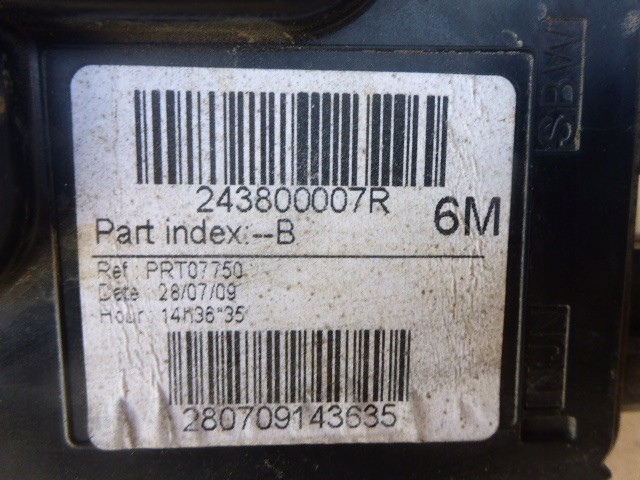 243800007R
6M
Part index:--B
Ref : PRT07750
Date : 28/07/09
Hour : 14H36"35
280709143635